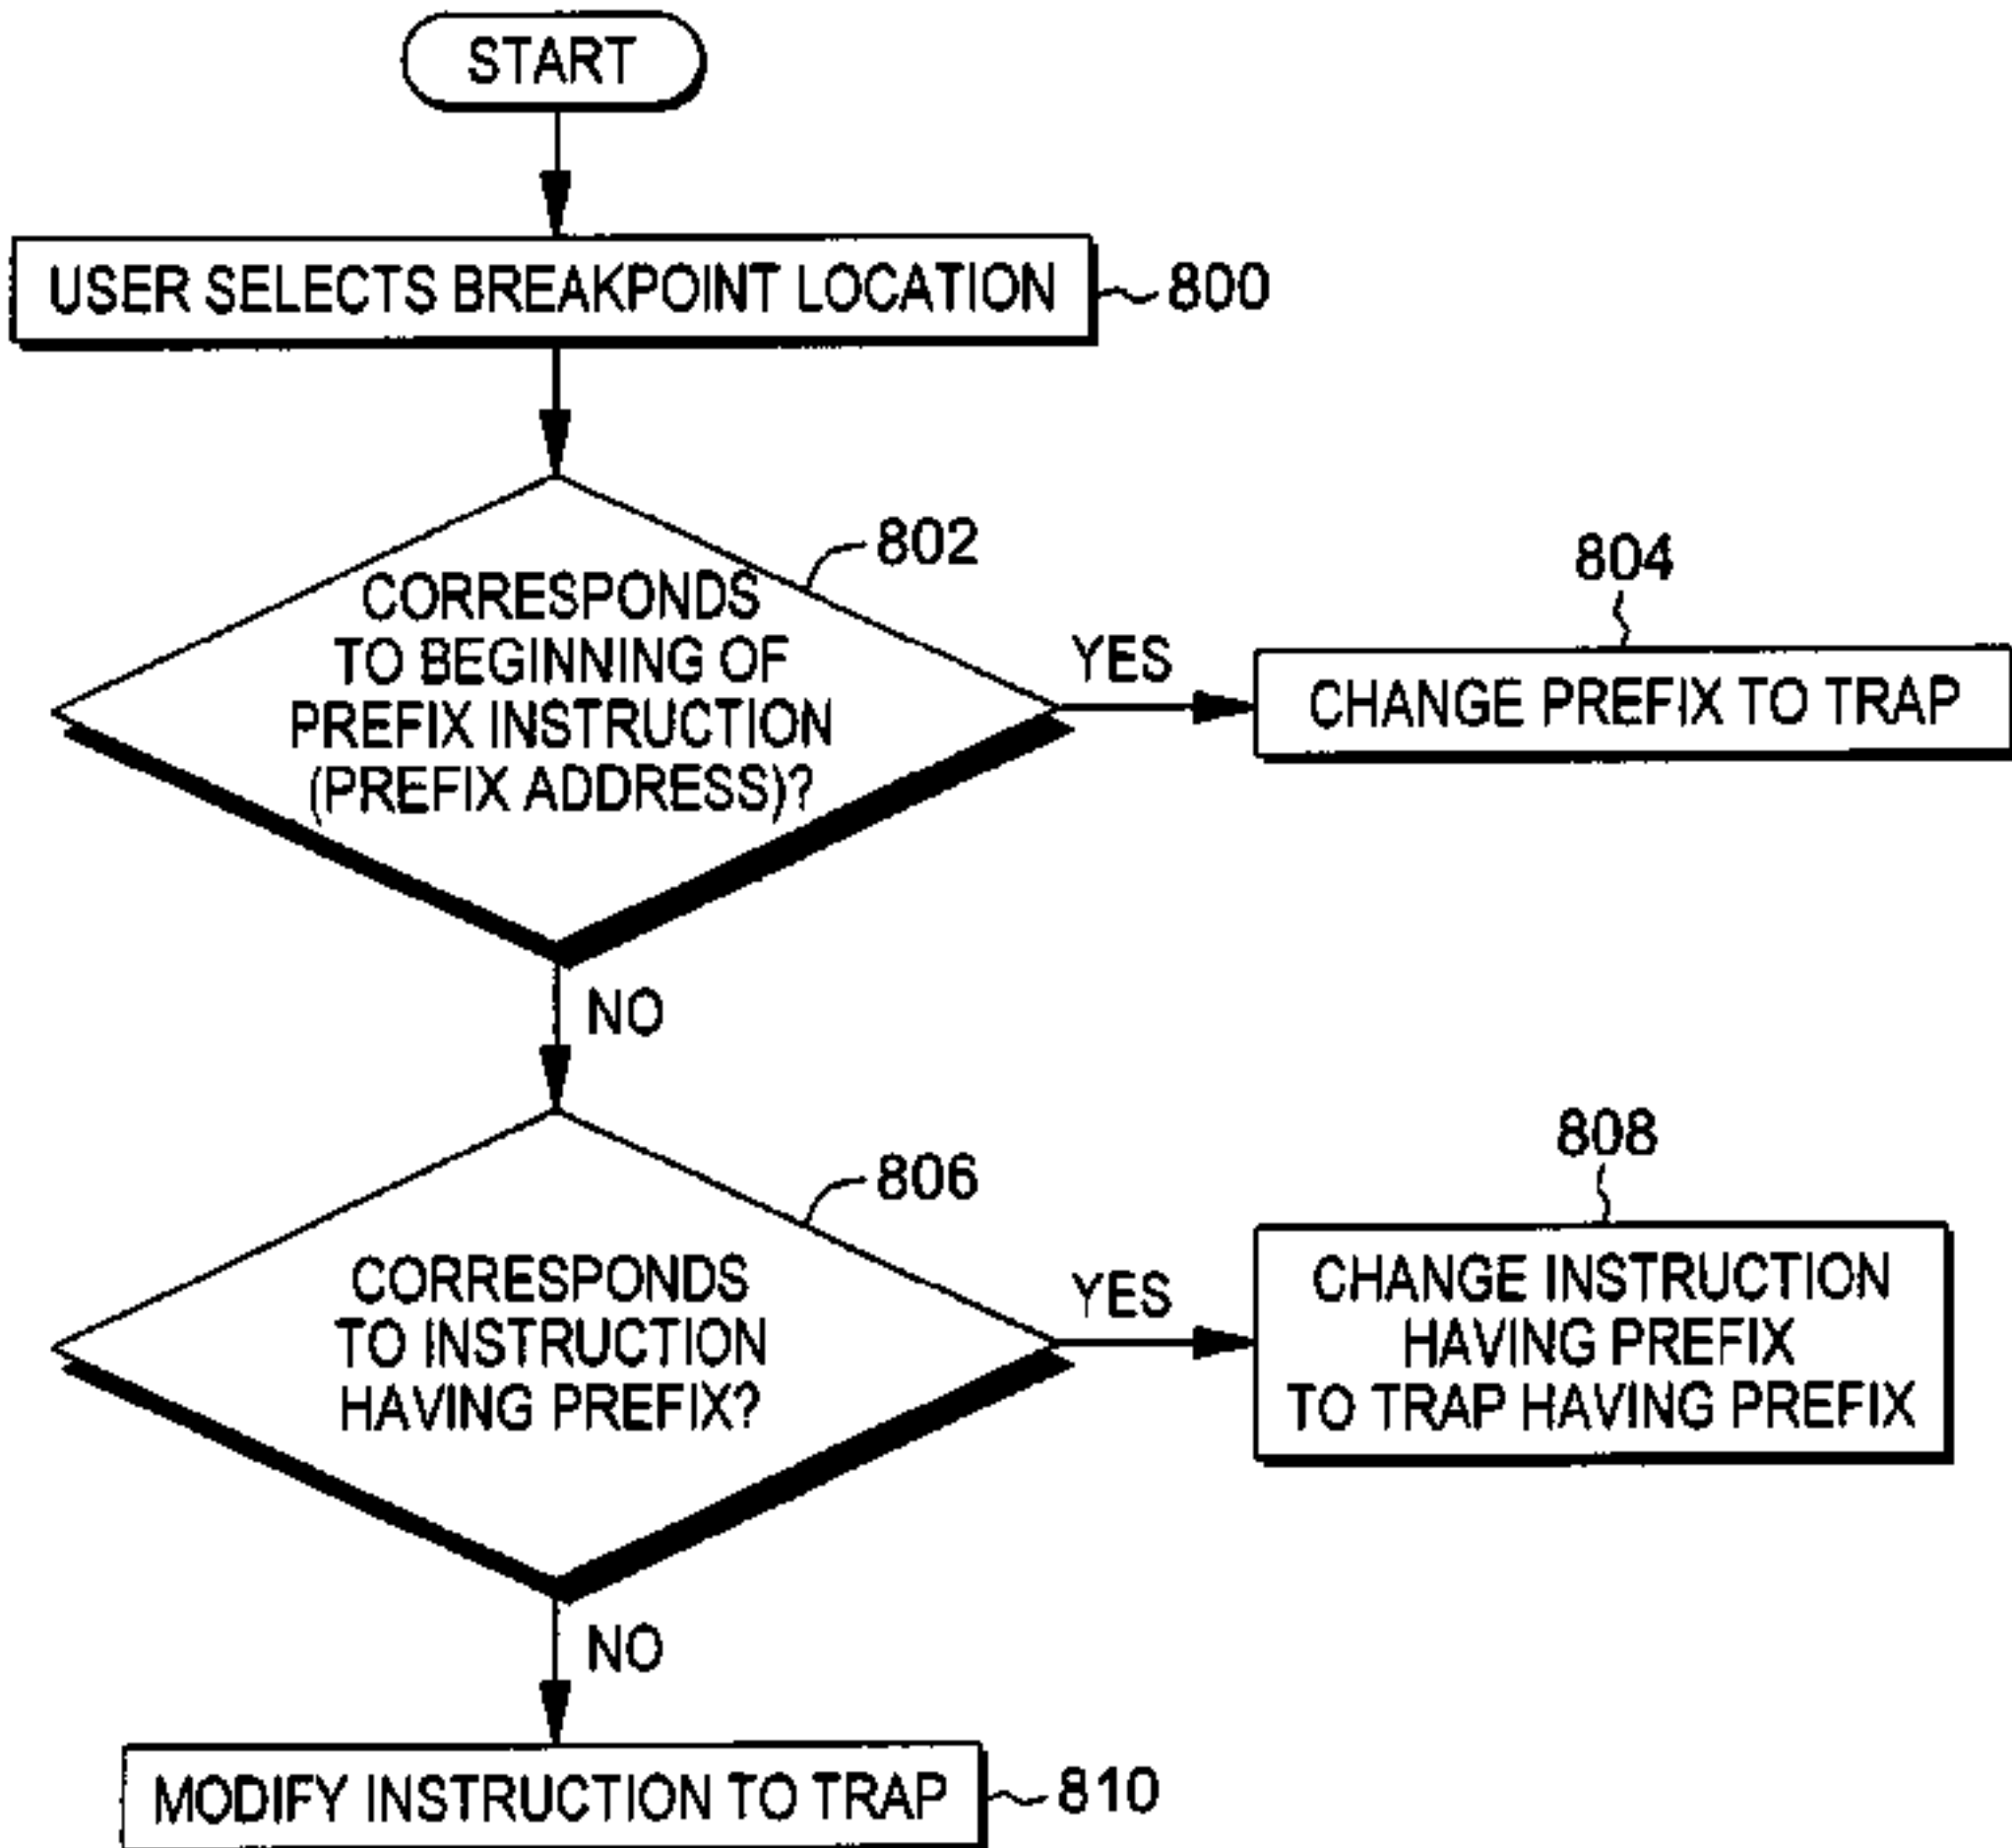 START
USER SELECTS BREAKPOINT LOCATION
800
802
CORRESPONDS
TO BEGINNING OF
PREFIX INSTRUCTION
(PREFIX ADDRESS)?
YES
804
CHANGE PREFIX TO TRAP
NO
806
CORRESPONDS
TO INSTRUCTION
HAVING PREFIX?
YES
808
CHANGE INSTRUCTION
HAVING PREFIX
TO TRAP HAVING PREFIX
NO
MODIFY INSTRUCTION TO TRAP
810